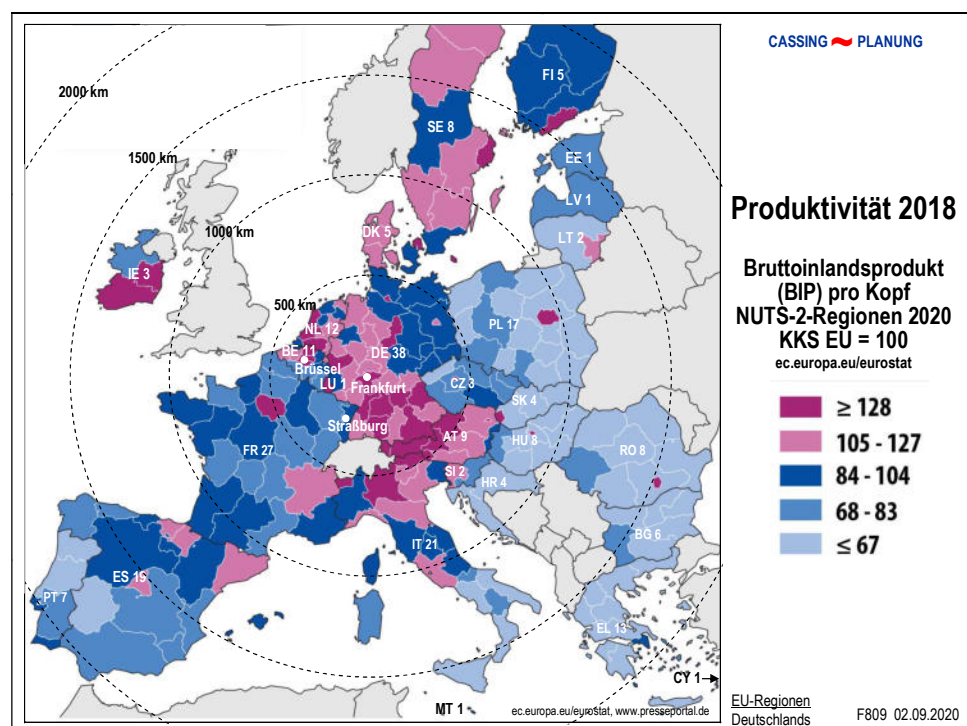 CASSING PLANUNG
2000 km
1500 km
1000 km
500 km
FI 5
SE 8
EE 1
LV 1
LT 2
DK 5
IE 3
NL 12
BE 11
Brüssel
DE 38
PL 17
LU 1
Frankfurt
CZ 3
SK 4
Straßburg
AT 9
HU 8
RO 8
FR 27
SI 2
HR 4
BG 6
IT 21
ES 19
PT 7
EL 13
CY 1
MT 1
ec.europa.eu/eurostat, www.presseportal.de
Produktivität 2018
Bruttoinlandsprodukt
(BIP) pro Kopf
NUTS-2-Regionen 2020
KKS EU = 100
ec.europa.eu/eurostat
≥ 128
105 - 127
84 - 104
68 - 83
≤ 67
EU-Regionen
Deutschlands
F809 02.09.2020